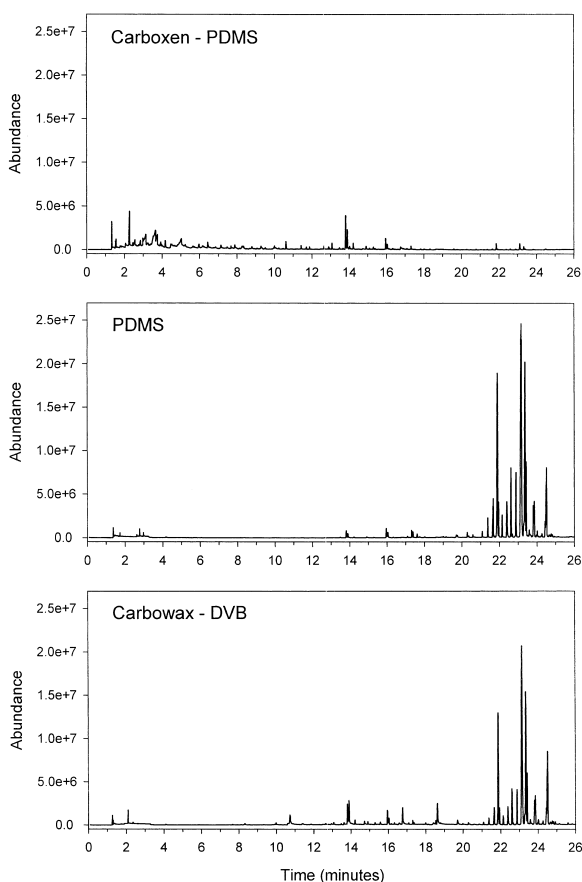 Carboxen - PDMS
2.5e+7
2.0e+7
1.5e+7
1.0e+7
5.0e+6
0.0
Abundance
0 2 4 6 8 10 12 14 16 18 20 22 24 26
PDMS
2.5e+7
2.0e+7
1.5e+7
1.0e+7
5.0e+6
0.0
Abundance
0 2 4 6 8 10 12 14 16 18 20 22 24 26
Carbowax - DVB
2.5e+7
2.0e+7
1.5e+7
1.0e+7
5.0e+6
0.0
Abundance
0 2 4 6 8 10 12 14 16 18 20 22 24 26
Time (minutes)